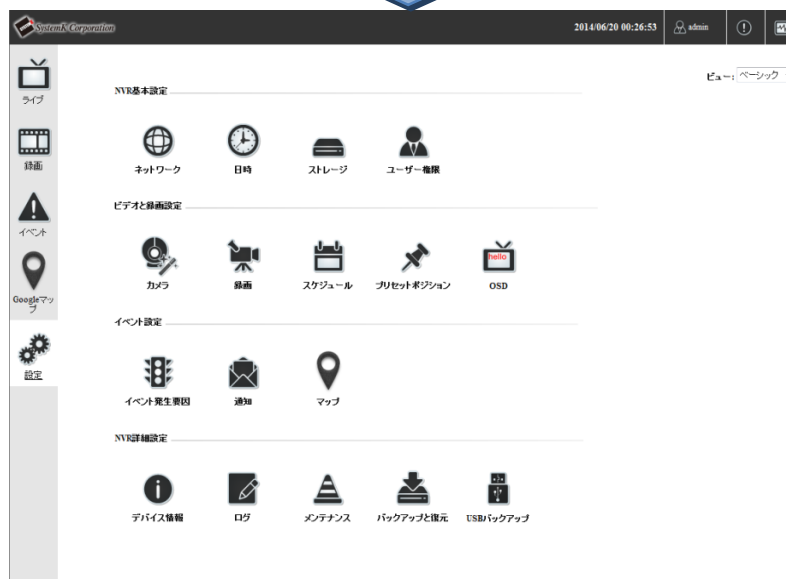 SystemK Corporation
2014/06/20 00:26:53
admin
ビュー: ベーシック
ライブ
録画
イベント
Googleマッ
プ
設定
NVR基本設定
ネットワーク
日時
ストレージ
ユーザー権限
ビデオと録画設定
カメラ
録画
スケジュール
プリセットポジション
hello
OSD
イベント設定
イベント発生要因
通知
マップ
NVR詳細設定
デバイス情報
ログ
メンテナンス
バックアップと復元
USBバックアップ